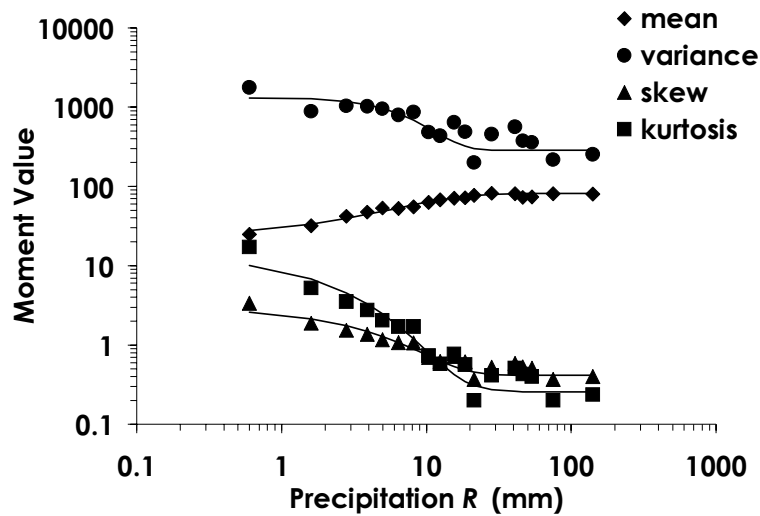 mean
variance
skew
kurtosis
10000
1000
100
10
1
0.1
Moment Value
0.1 1 10 100 1000
Precipitation R (mm)